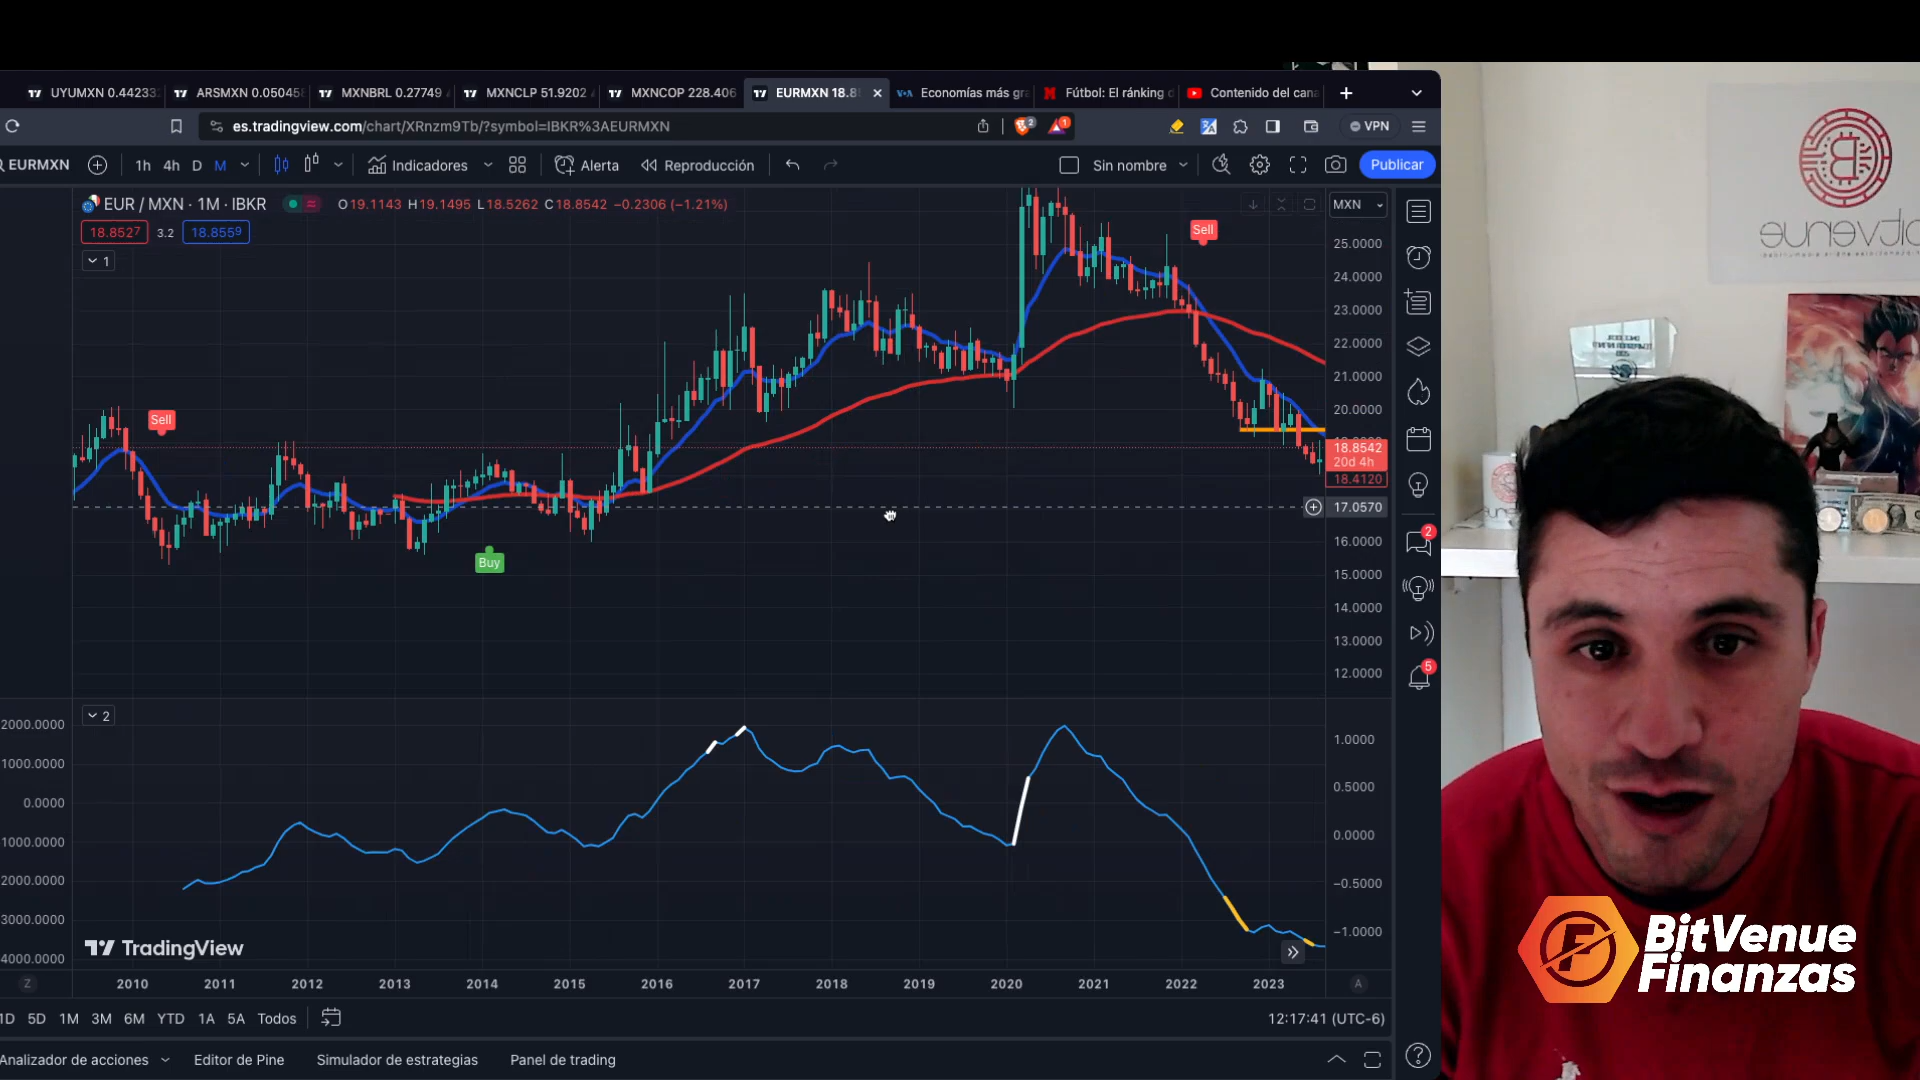 UYUMXN 0.44233
ARSMXN 0.05045
MXNBRL 0.27749
MXNCLP 51.9202
MXNCOP 228.406
EURMXN 18.8
Economías más gr
Fútbol: El ránking d
Contenido del cana
es.tradingview.com/chart/XRnzm9Tb/?symbol=IBKR%3AEURMXN
2
1
VPN
EURMXN
1h 4h D M
Indicadores
Alerta
Reproducción
Sin nombre
Publicar
EUR / MXN · 1M · IBKR
O19.1143 H19.1495 L18.5262 C18.8542 −0.2306 (−1.21%)
MXN
18.8527 3.2 18.8559
1
Sell
Sell
Buy
25.0000
24.0000
23.0000
22.0000
21.0000
20.0000
18.8542
20d 4h
18.4120
17.0570
16.0000
15.0000
14.0000
13.0000
12.0000
2
5
2
2000.0000
1000.0000
0.0000
1000.0000
2000.0000
3000.0000
4000.0000
1.0000
0.5000
0.0000
−0.5000
−1.0000
TradingView
Z
2010 2011 2012 2013 2014 2015 2016 2017 2018 2019 2020 2021 2022 2023
A
1D 5D 1M 3M 6M YTD 1A 5A Todos
12:17:41 (UTC-6)
Analizador de acciones
Editor de Pine
Simulador de estrategias
Panel de trading
bitvenue
BitVenue
Finanzas